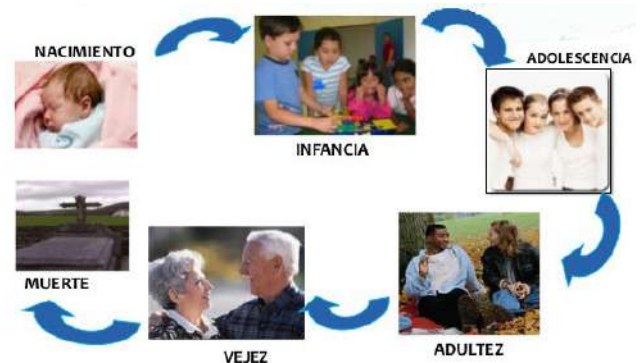 NACIMIENTO
INFANCIA
ADOLESCENCIA
ADULTEZ
VEJEZ
MUERTE